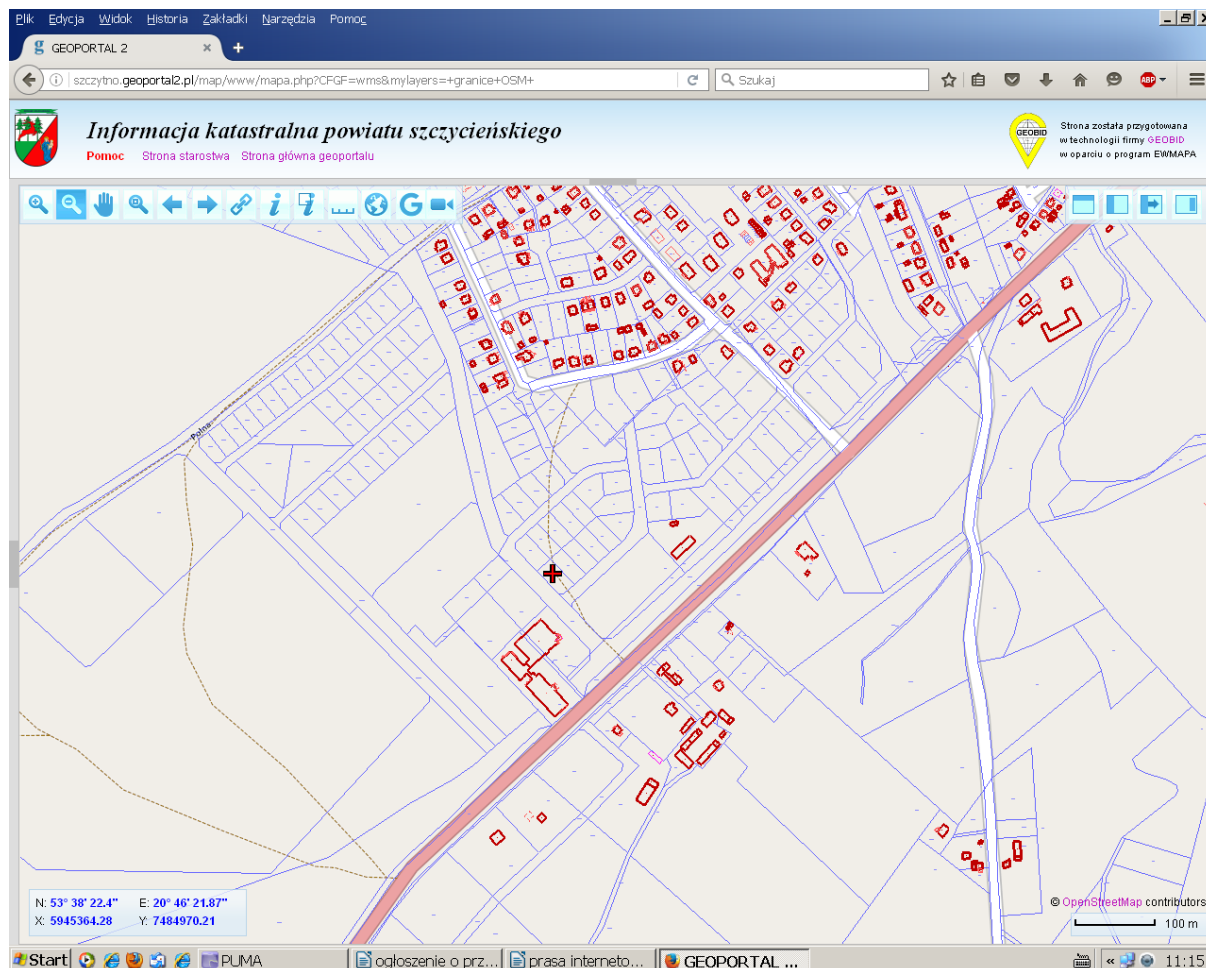 Plik Edycja Widok Historia Zakładki Narzędzia Pomoc
GEOPORTAL 2
szczytno.geoportal2.pl/map/www/mapa.php?CFGF=wms&mylayers=+granice+OSM+
Szukaj
ABP
Informacja katastralna powiatu szczycieńskiego
Pomoc Strona starostwa Strona główna geoportalu
GEOBID
Strona została przygotowana
w technologii firmy GEOBID
w oparciu o program EWMAPA
Polna
N: 53° 38' 22.4" E: 20° 46' 21.87"
X: 5945364.28 Y: 7484970.21
© OpenStreetMap contributors
100 m
Start PUMA ogłoszenie o prz... prasa interneto... GEOPORTAL ... 11:15